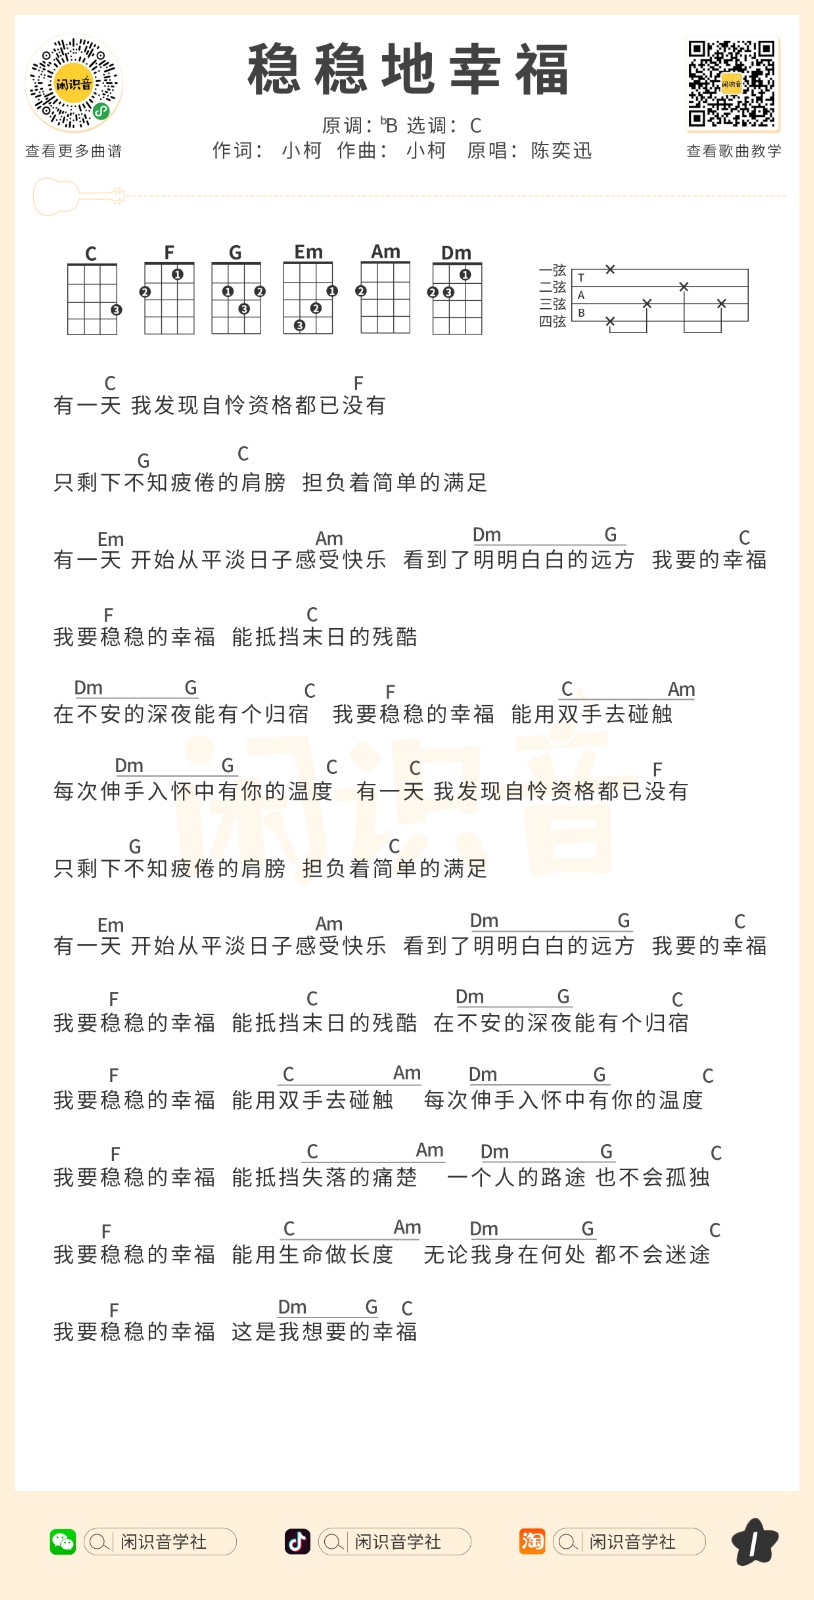 稳稳地幸福
闲识音
查看更多曲谱
闲识音
查看歌曲教学
原调：bB 选调：C
作词： 小柯 作曲： 小柯 原唱：陈奕迅
C F G Em Am Dm
3
2 1
1 3 2
3 2 1
2
2 3 1
一弦
二弦
三弦
四弦
T
A
B
C F
有一天 我发现自怜资格都已没有
G C
只剩下不知疲倦的肩膀 担负着简单的满足
Em Am Dm G C
有一天 开始从平淡日子感受快乐 看到了明明白白的远方 我要的幸福
F C
我要稳稳的幸福 能抵挡末日的残酷
Dm G C F C Am
在不安的深夜能有个归宿 我要稳稳的幸福 能用双手去碰触
Dm G C C F
每次伸手入怀中有你的温度 有一天 我发现自怜资格都已没有
G C
只剩下不知疲倦的肩膀 担负着简单的满足
Em Am Dm G C
有一天 开始从平淡日子感受快乐 看到了明明白白的远方 我要的幸福
F C Dm G C
我要稳稳的幸福 能抵挡末日的残酷 在不安的深夜能有个归宿
F C Am Dm G C
我要稳稳的幸福 能用双手去碰触 每次伸手入怀中有你的温度
F C Am Dm G C
我要稳稳的幸福 能抵挡失落的痛楚 一个人的路途 也不会孤独
F C Am Dm G C
我要稳稳的幸福 能用生命做长度 无论我身在何处 都不会迷途
F Dm G C
我要稳稳的幸福 这是我想要的幸福
闲识音
闲识音学社 闲识音学社 淘 闲识音学社 1